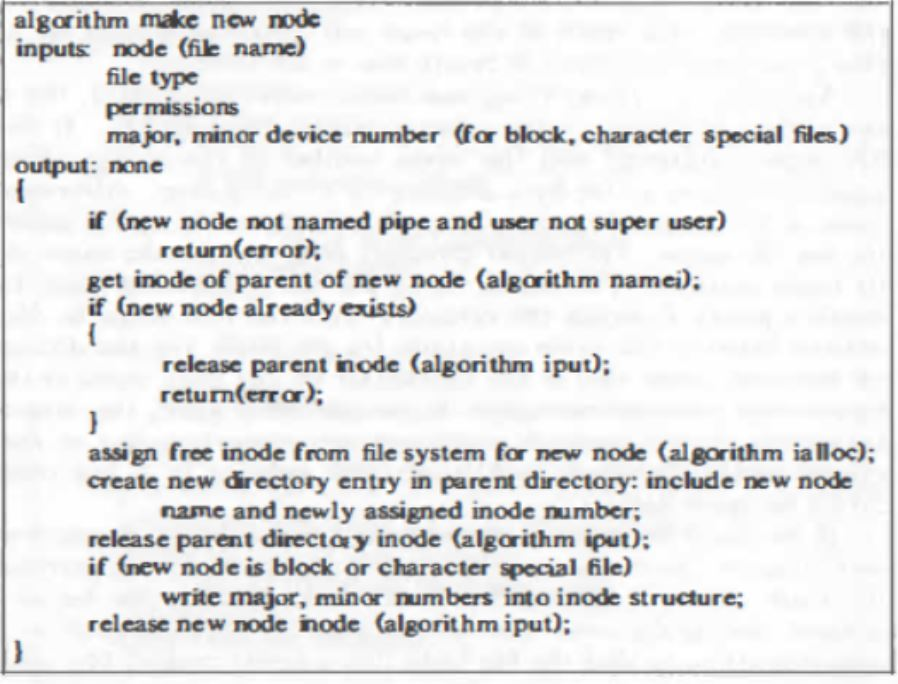 algorithm make new node
inputs: node (file name)
file type
permissions
major, minor device number (for block, character special files)
output: none
{
if (new node not named pipe and user not super user)
return(error);
get inode of parent of new node (algorithm namei);
if (new node already exists)
{
release parent inode (algorithm iput);
return(error);
}
assign free inode from file system for new node (algorithm ialloc);
create new directory entry in parent directory: include new node
name and newly assigned inode number;
release parent directory inode (algorithm iput);
if (new node is block or character special file)
write major, minor numbers into inode structure;
release new node inode (algorithm iput);
}